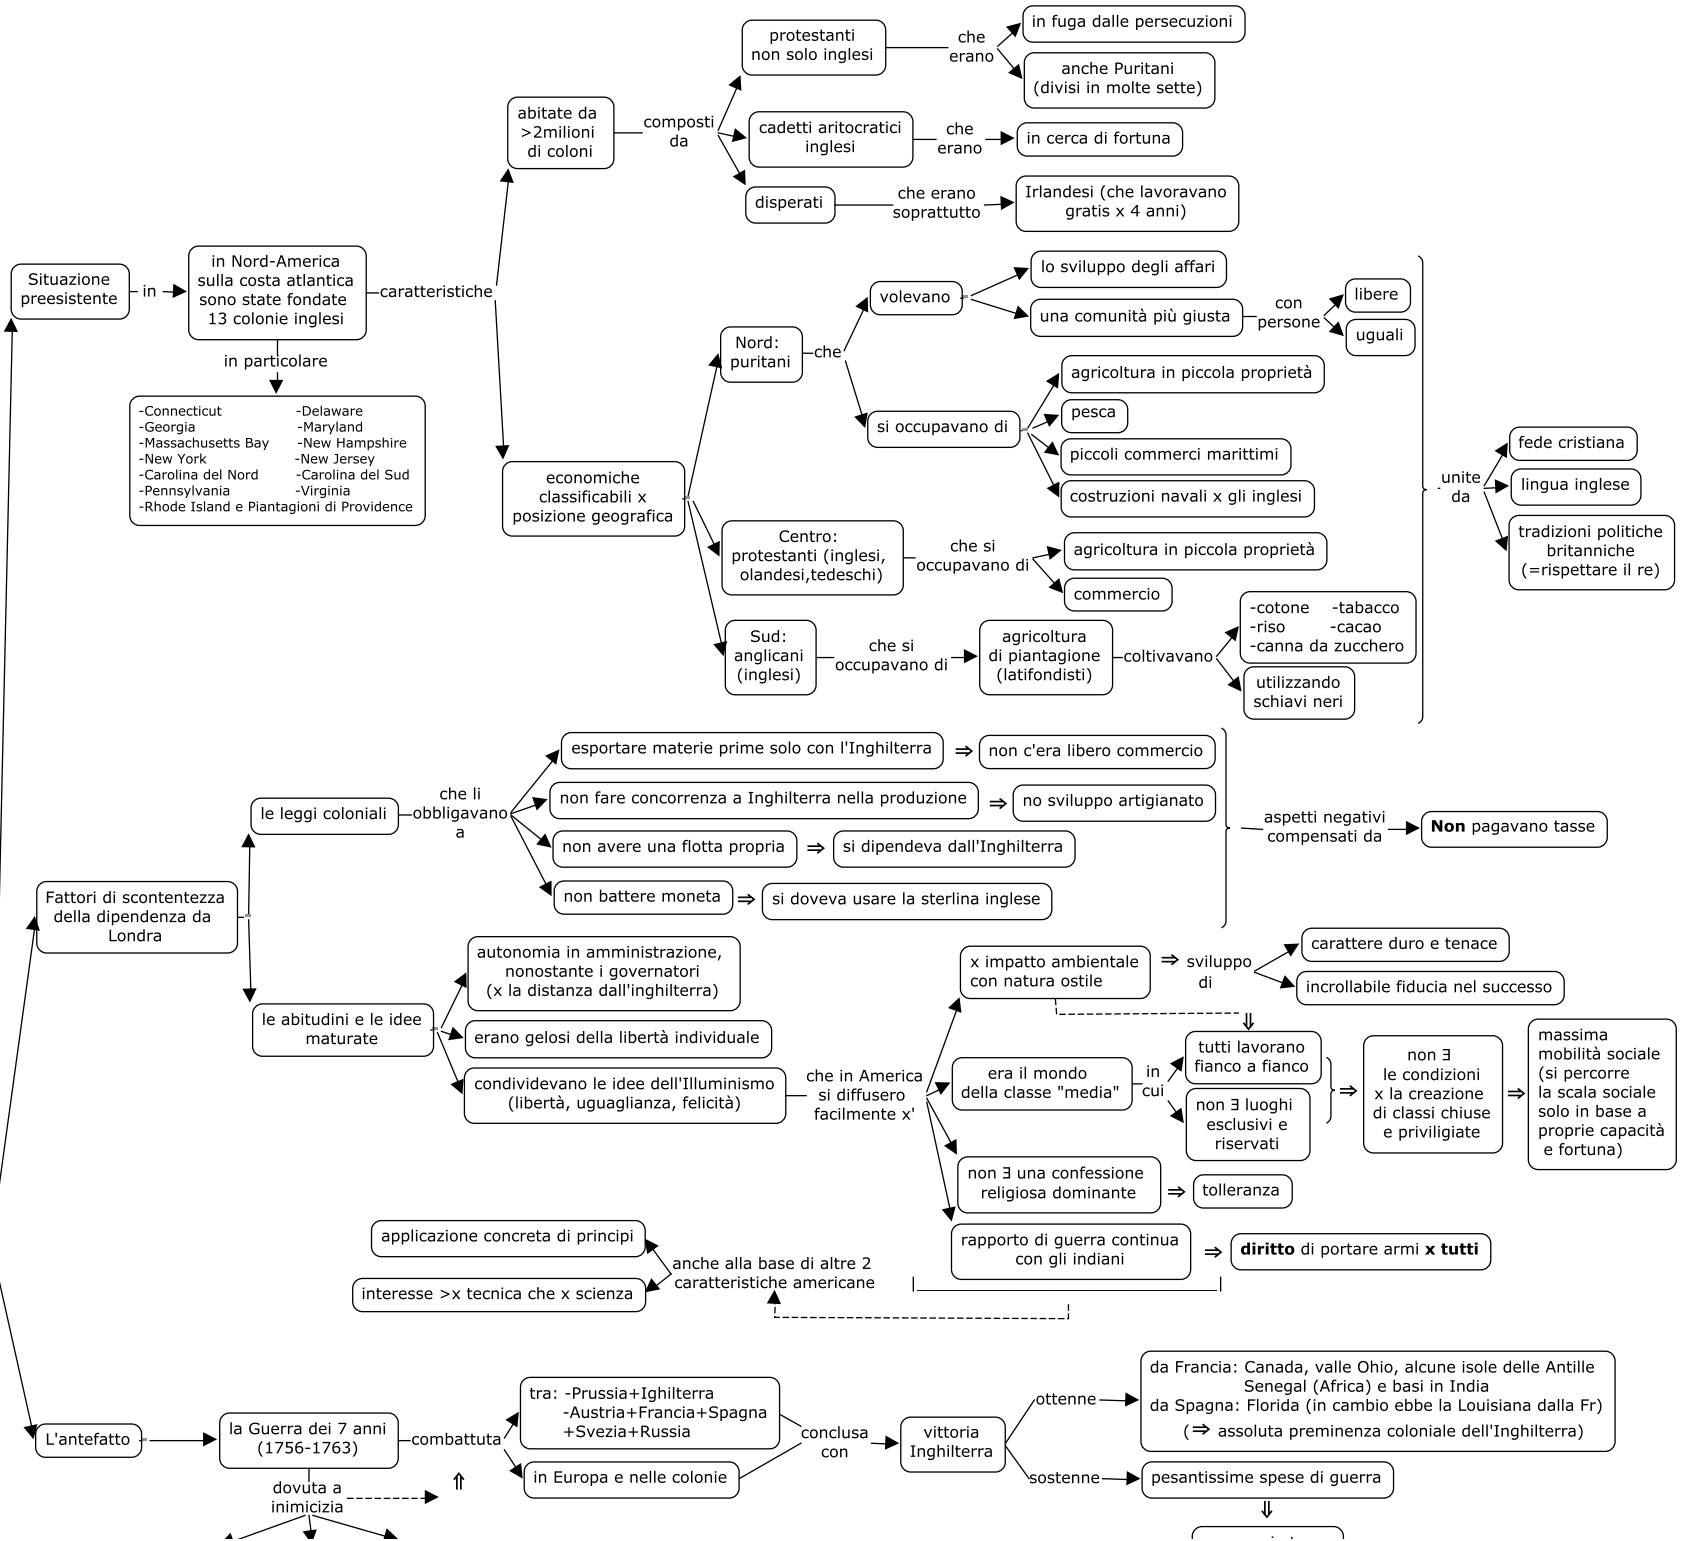 protestanti
non solo inglesi
che
erano
in fuga dalle persecuzioni
anche Puritani
(divisi in molte sette)
abitate da
>2milioni
di coloni
composti
da
cadetti aritocratici
inglesi
che
erano
in cerca di fortuna
disperati
che erano
soprattutto
Irlandesi (che lavoravano
gratis x 4 anni)
Situazione
preesistente
in
in Nord-America
sulla costa atlantica
sono state fondate
13 colonie inglesi
caratteristiche
in particolare
-Connecticut -Delaware
-Georgia -Maryland
-Massachusetts Bay -New Hampshire
-New York -New Jersey
-Carolina del Nord -Carolina del Sud
-Pennsylvania -Virginia
-Rhode Island e Piantagioni di Providence
economiche
classificabili x
posizione geografica
Nord:
puritani
che
volevano
lo sviluppo degli affari
una comunità più giusta
con
persone
libere
uguali
si occupavano di
agricoltura in piccola proprietà
pesca
piccoli commerci marittimi
costruzioni navali x gli inglesi
Centro:
protestanti (inglesi,
olandesi,tedeschi)
che si
occupavano di
agricoltura in piccola proprietà
commercio
Sud:
anglicani
(inglesi)
che si
occupavano di
agricoltura
di piantagione
(latifondisti)
coltivavano
-cotone -tabacco
-riso -cacao
-canna da zucchero
utilizzando
schiavi neri
unite
da
fede cristiana
lingua inglese
tradizioni politiche
britanniche
(=rispettare il re)
Fattori di scontentezza
della dipendenza da
Londra
le leggi coloniali
che li
obbligavano
a
esportare materie prime solo con l'Inghilterra
⇒
non c'era libero commercio
non fare concorrenza a Inghilterra nella produzione
⇒
no sviluppo artigianato
non avere una flotta propria
⇒
si dipendeva dall'Inghilterra
non battere moneta
⇒
si doveva usare la sterlina inglese
aspetti negativi
compensati da
Non pagavano tasse
le abitudini e le idee
maturate
autonomia in amministrazione,
nonostante i governatori
(x la distanza dall'inghilterra)
erano gelosi della libertà individuale
condividevano le idee dell'Illuminismo
(libertà, uguaglianza, felicità)
che in America
si diffusero
facilmente x'
x impatto ambientale
con natura ostile
⇒ sviluppo
di
carattere duro e tenace
incrollabile fiducia nel successo
⇓
era il mondo
della classe "media"
in
cui
tutti lavorano
fianco a fianco
non ∃ luoghi
esclusivi e
riservati
⇒
non ∃
le condizioni
x la creazione
di classi chiuse
e priviligiate
⇒
massima
mobilità sociale
(si percorre
la scala sociale
solo in base a
proprie capacità
e fortuna)
non ∃ una confessione
religiosa dominante
⇒
tolleranza
rapporto di guerra continua
con gli indiani
⇒
diritto di portare armi x tutti
anche alla base di altre 2
caratteristiche americane
applicazione concreta di principi
interesse >x tecnica che x scienza
L'antefatto
la Guerra dei 7 anni
(1756-1763)
combattuta
tra: -Prussia+Ighilterra
-Austria+Francia+Spagna
+Svezia+Russia
in Europa e nelle colonie
conclusa
con
vittoria
Inghilterra
ottenne
da Francia: Canada, valle Ohio, alcune isole delle Antille
Senegal (Africa) e basi in India
da Spagna: Florida (in cambio ebbe la Louisiana dalla Fr)
(⇒ assoluta preminenza coloniale dell'Inghilterra)
sostenne
pesantissime spese di guerra
⇓
dovuta a
inimicizia
⇑